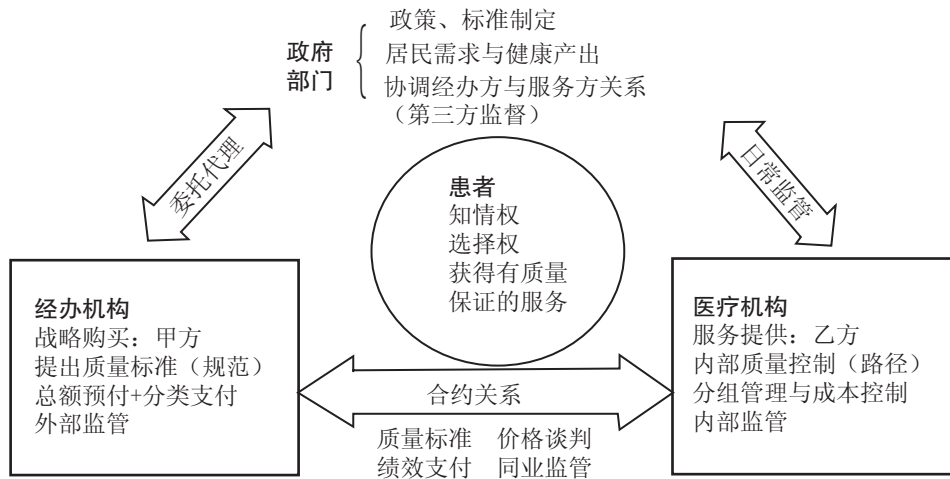 政府
部门
政策、标准制定
居民需求与健康产出
协调经办方与服务方关系
（第三方监督）
委托代理
日常监管
患者
知情权
选择权
获得有质量
保证的服务
经办机构
战略购买：甲方
提出质量标准（规范）
总额预付+分类支付
外部监管
合约关系
质量标准 价格谈判
绩效支付 同业监管
医疗机构
服务提供：乙方
内部质量控制（路径）
分组管理与成本控制
内部监管